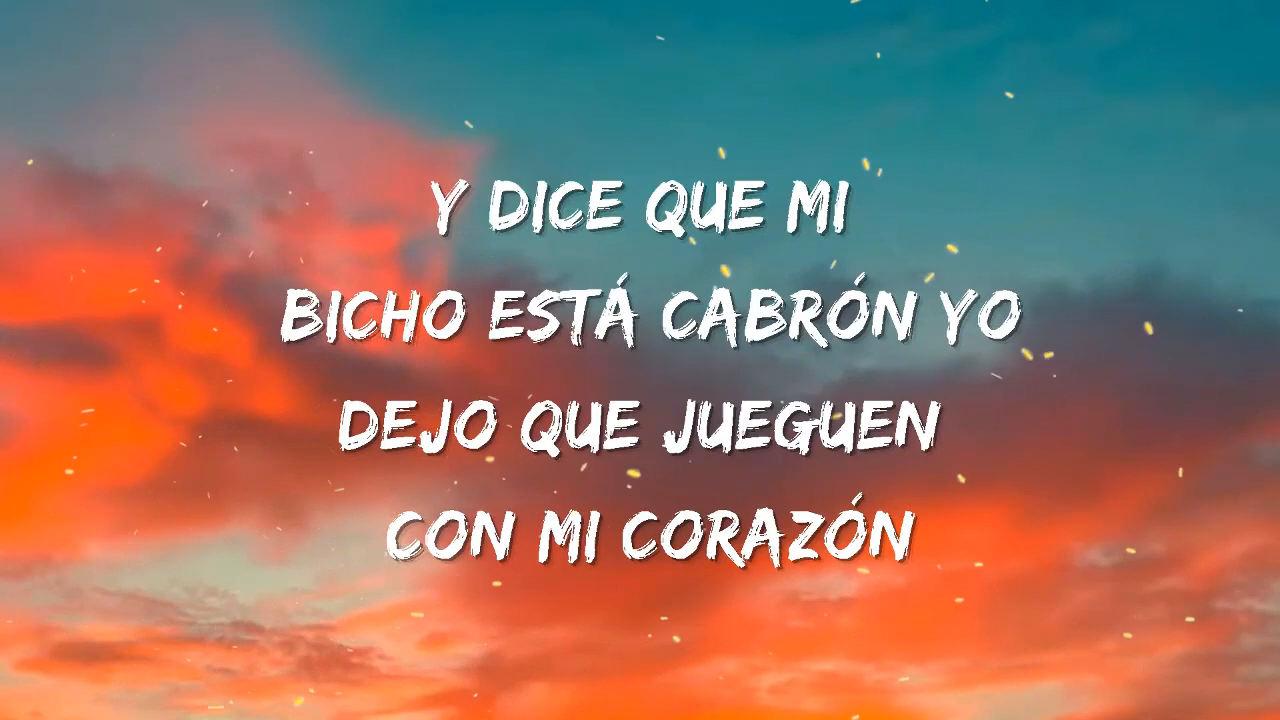 Y DICE QUE MI
BICHO ESTÁ CABRÓN YO
DEJO QUE JUEGUEN
CON MI CORAZÓN